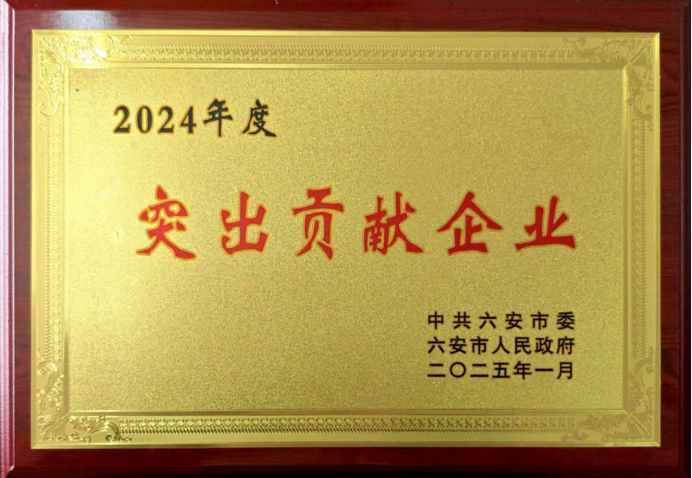 2024年度
突出贡献企业
中共六安市委
六安市人民政府
二〇二五年一月